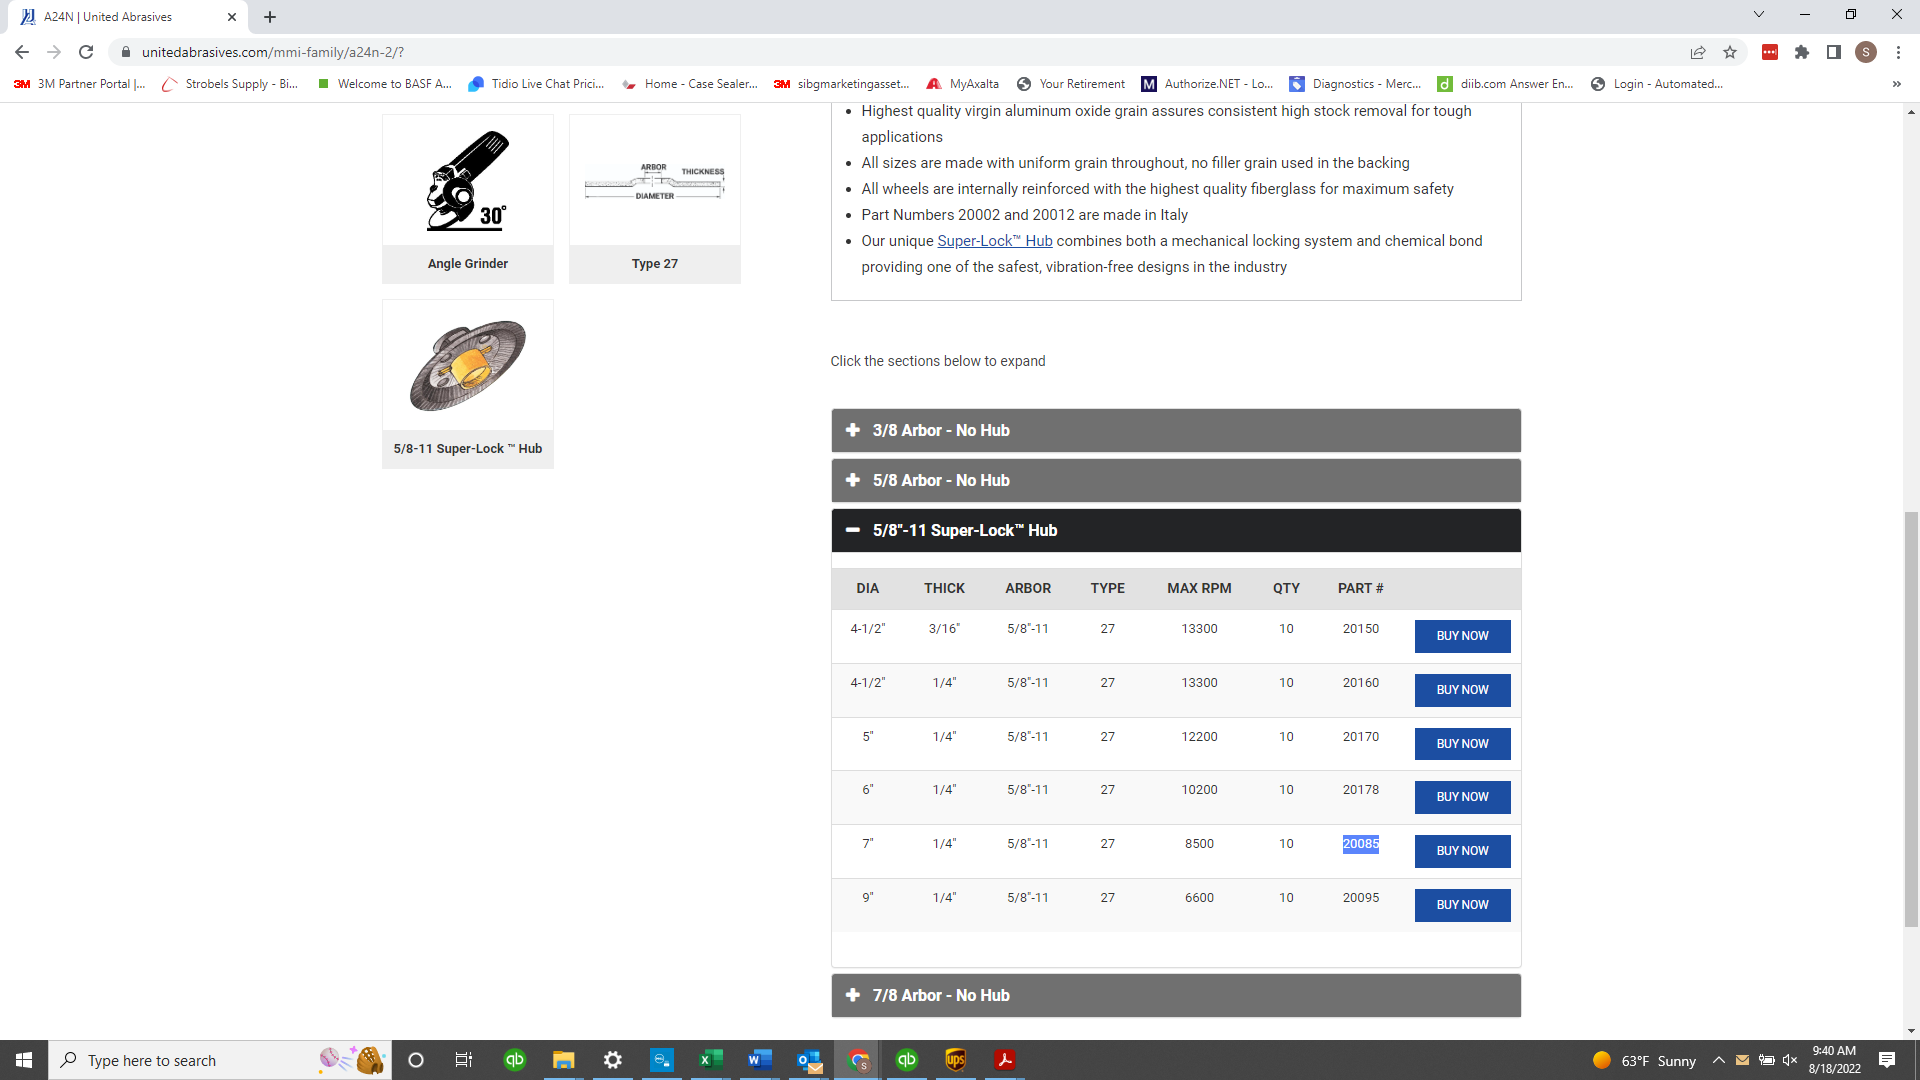 A24N | United Abrasives
unitedabrasives.com/mmi-family/a24n-2/?
S
3M 3M Partner Portal |...
Strobels Supply - Bi...
Welcome to BASF A...
Tidio Live Chat Prici...
Home - Case Sealer...
3M sibgmarketingasset...
MyAxalta
Your Retirement
M Authorize.NET - Lo...
Diagnostics - Merc...
d diib.com Answer En...
Login - Automated...
»
30°
Angle Grinder
ARBOR
THICKNESS
DIAMETER
Type 27
5/8-11 Super-Lock ™ Hub
• Highest quality virgin aluminum oxide grain assures consistent high stock removal for tough
applications
• All sizes are made with uniform grain throughout, no filler grain used in the backing
• All wheels are internally reinforced with the highest quality fiberglass for maximum safety
• Part Numbers 20002 and 20012 are made in Italy
• Our unique Super-Lock™ Hub combines both a mechanical locking system and chemical bond
providing one of the safest, vibration-free designs in the industry
Click the sections below to expand
3/8 Arbor - No Hub
5/8 Arbor - No Hub
5/8"-11 Super-Lock™ Hub
DIA THICK ARBOR TYPE MAX RPM QTY PART #
4-1/2" 3/16" 5/8"-11 27 13300 10 20150 BUY NOW
4-1/2" 1/4" 5/8"-11 27 13300 10 20160 BUY NOW
5" 1/4" 5/8"-11 27 12200 10 20170 BUY NOW
6" 1/4" 5/8"-11 27 10200 10 20178 BUY NOW
7" 1/4" 5/8"-11 27 8500 10 20085 BUY NOW
9" 1/4" 5/8"-11 27 6600 10 20095 BUY NOW
7/8 Arbor - No Hub
Type here to search
qb
X
W
S
qb
ups
63°F Sunny
9:40 AM
8/18/2022